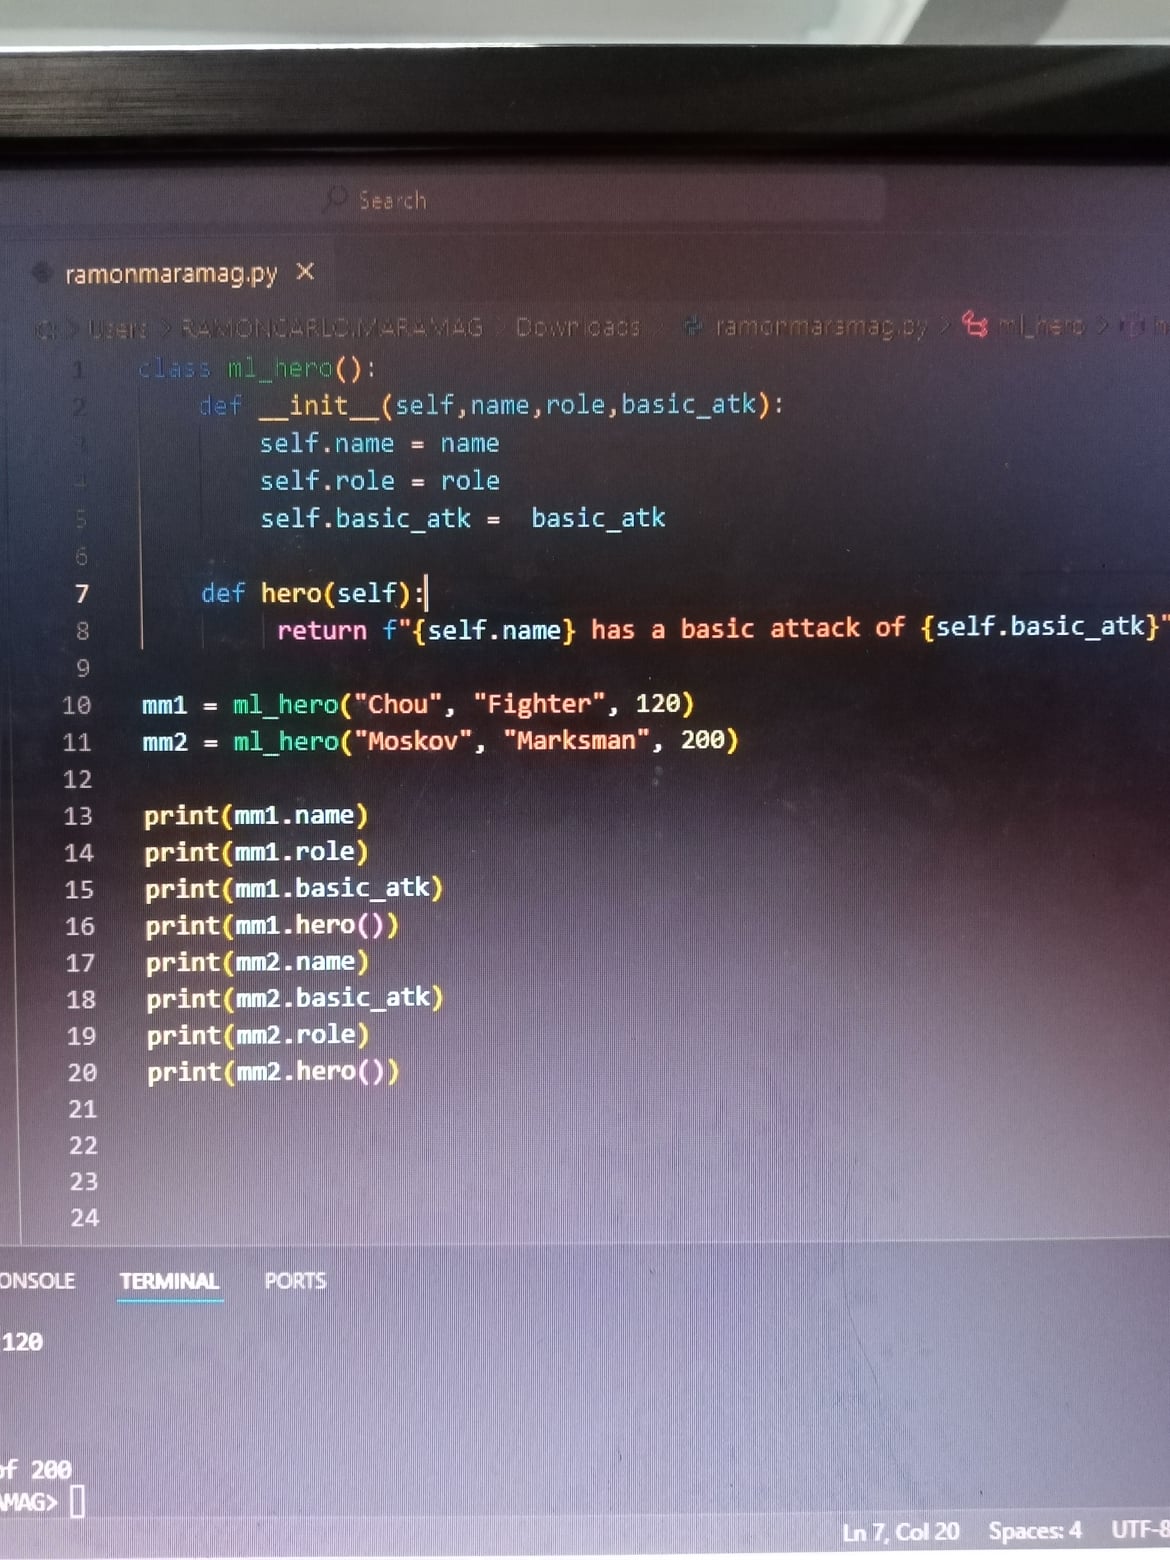 Search
ramonmaramag.py ×
Users > RAMONCARLO.MARAMAG > Downloads > ramonmaramag.py > ml_hero >
1 class ml_hero():
2 def __init__(self,name,role,basic_atk):
3 self.name = name
4 self.role = role
5 self.basic_atk =  basic_atk
6
7 def hero(self):
8 return f"{self.name} has a basic attack of {self.basic_atk}"
9
10 mm1 = ml_hero("Chou", "Fighter", 120)
11 mm2 = ml_hero("Moskov", "Marksman", 200)
12
13 print(mm1.name)
14 print(mm1.role)
15 print(mm1.basic_atk)
16 print(mm1.hero())
17 print(mm2.name)
18 print(mm2.basic_atk)
19 print(mm2.role)
20 print(mm2.hero())
21
22
23
24
ONSOLE TERMINAL PORTS
120
of 200
AMAG>
Ln 7, Col 20 Spaces: 4 UTF-8